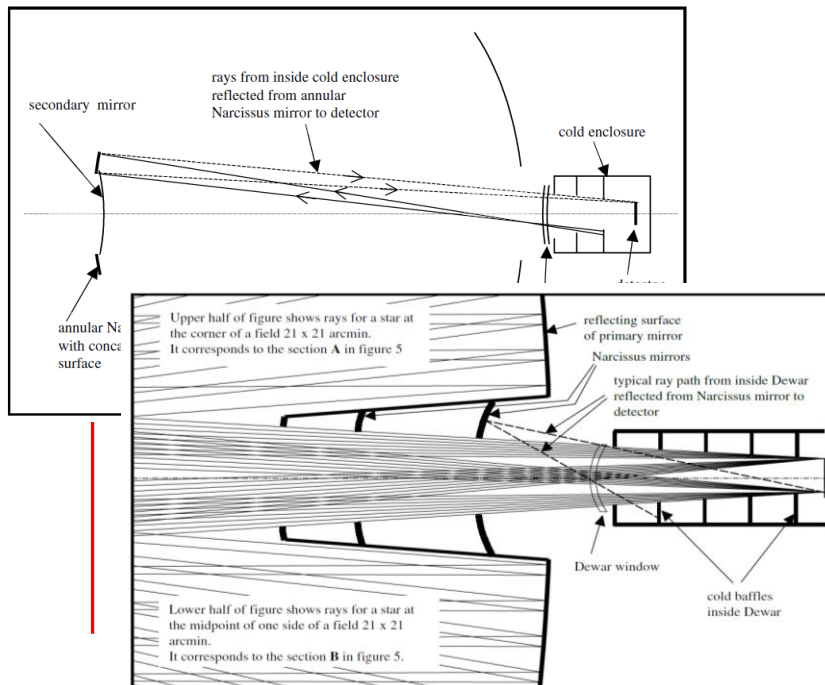 rays from inside cold enclosure
reflected from annular
Narcissus mirror to detector
secondary mirror
cold enclosure
annular
with
surface
Upper half of figure shows rays for a star at
the corner of a field 21 x 21 arcmin.
It corresponds to the section A in figure 5
reflecting surface
of primary mirror
Narcissus mirrors
typical ray path from inside Dewar
reflected from Narcissus mirror to
detector
Dewar window
cold baffles
inside Dewar
Lower half of figure shows rays for a star at
the midpoint of one side of a field 21 x 21
arcmin.
It corresponds to the section B in figure 5.